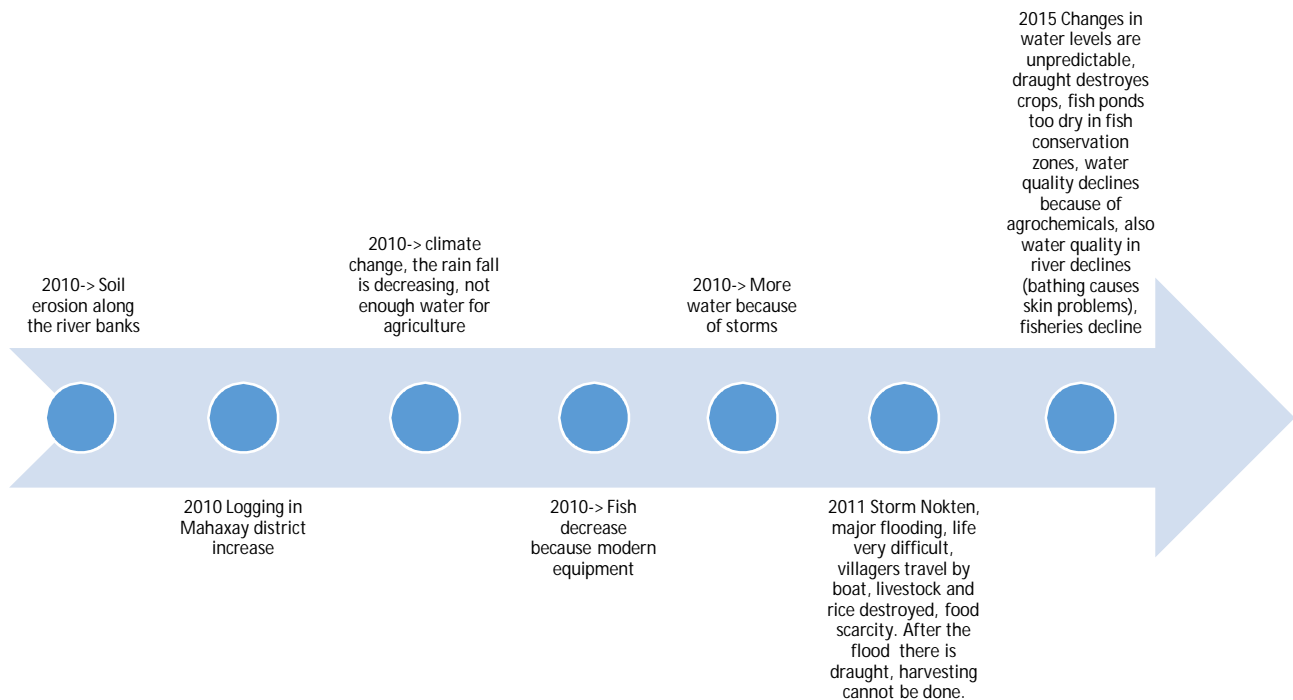 2010-> Soil
erosion along
the river banks
2010 Logging in
Mahaxay district
increase
2010-> climate
change, the rain fall
is decreasing, not
enough water for
agriculture
2010-> Fish
decrease
because modern
equipment
2010-> More
water because
of storms
2011 Storm Nokten,
major flooding, life
very difficult,
villagers travel by
boat, livestock and
rice destroyed, food
scarcity. After the
flood there is
draught, harvesting
cannot be done.
2015 Changes in
water levels are
unpredictable,
draught destroyes
crops, fish ponds
too dry in fish
conservation
zones, water
quality declines
because of
agrochemicals, also
water quality in
river declines
(bathing causes
skin problems),
fisheries decline